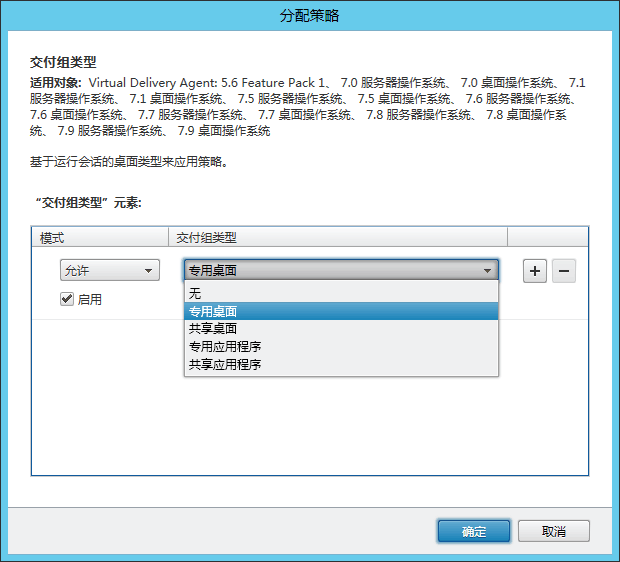 分配策略
交付组类型
适用对象: Virtual Delivery Agent: 5.6 Feature Pack 1、 7.0 服务器操作系统、 7.0 桌面操作系统、 7.1
服务器操作系统、 7.1 桌面操作系统、 7.5 服务器操作系统、 7.5 桌面操作系统、 7.6 服务器操作系统、
7.6 桌面操作系统、 7.7 服务器操作系统、 7.7 桌面操作系统、 7.8 服务器操作系统、 7.8 桌面操作系
统、 7.9 服务器操作系统、 7.9 桌面操作系统
基于运行会话的桌面类型来应用策略。
“交付组类型”元素:
模式 交付组类型
允许 专用桌面
启用
无
专用桌面
共享桌面
专用应用程序
共享应用程序
确定 取消